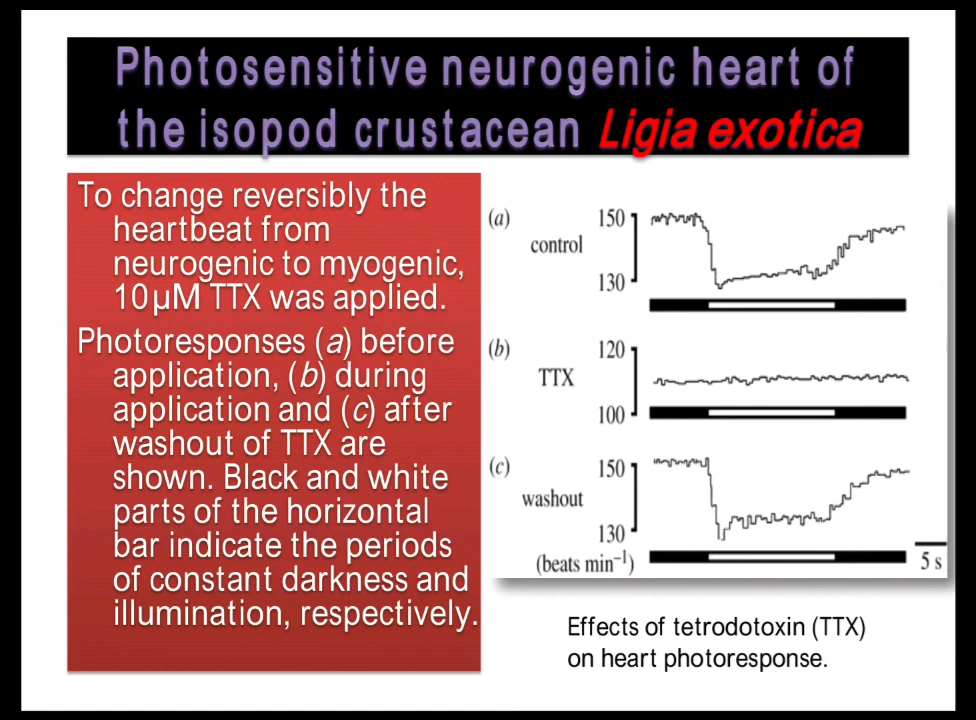 Photosensitive neurogenic heart of
the isopod crustacean Ligia exotica
To change reversibly the
heartbeat from
neurogenic to myogenic,
10μM TTX was applied.
Photoresponses (a) before
application, (b) during
application and (c) after
washout of TTX are
shown. Black and white
parts of the horizontal
bar indicate the periods
of constant darkness and
illumination, respectively.
(a)
control
150
130
(b)
TTX
120
100
(c)
washout
150
130
(beats min⁻¹)
5 s
Effects of tetrodotoxin (TTX)
on heart photoresponse.